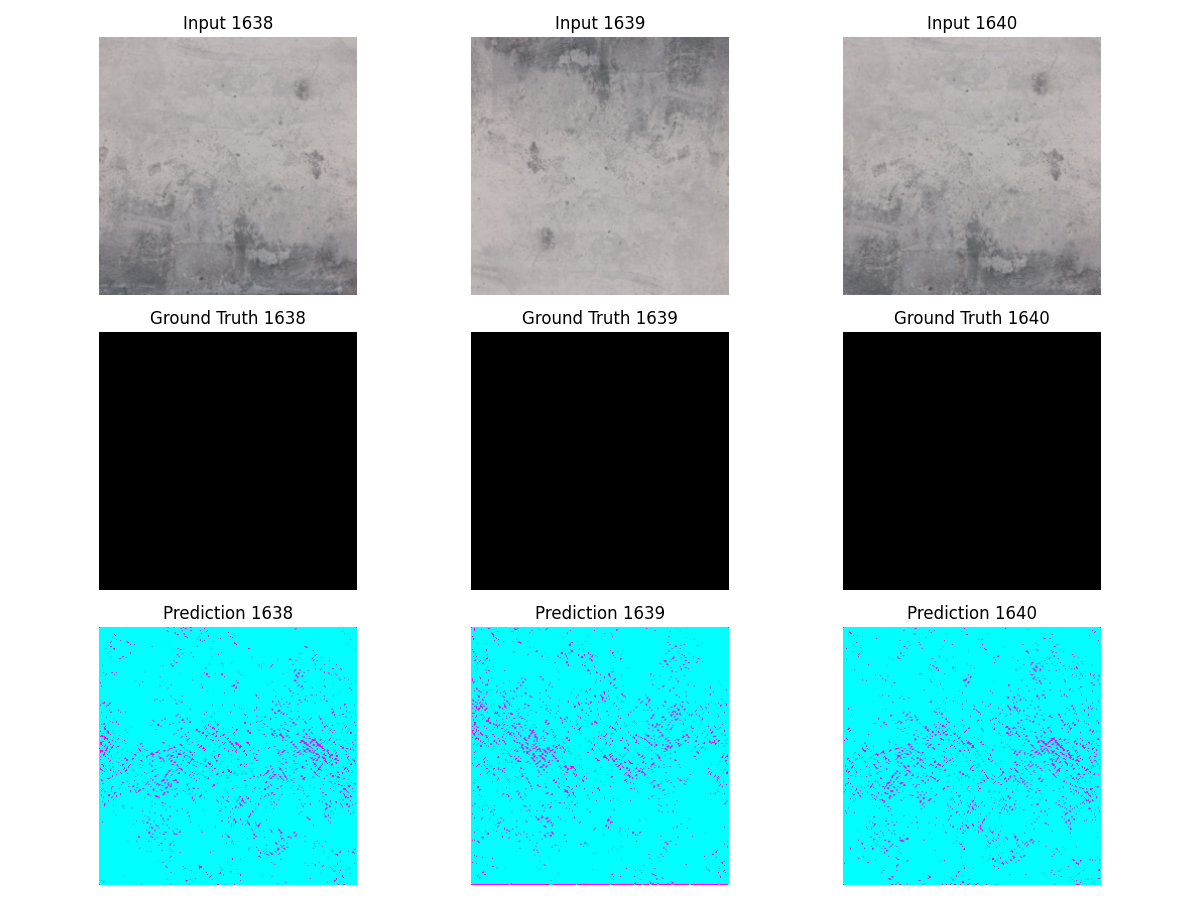 Input 1638
Input 1639
Input 1640
Ground Truth 1638
Ground Truth 1639
Ground Truth 1640
Prediction 1638
Prediction 1639
Prediction 1640